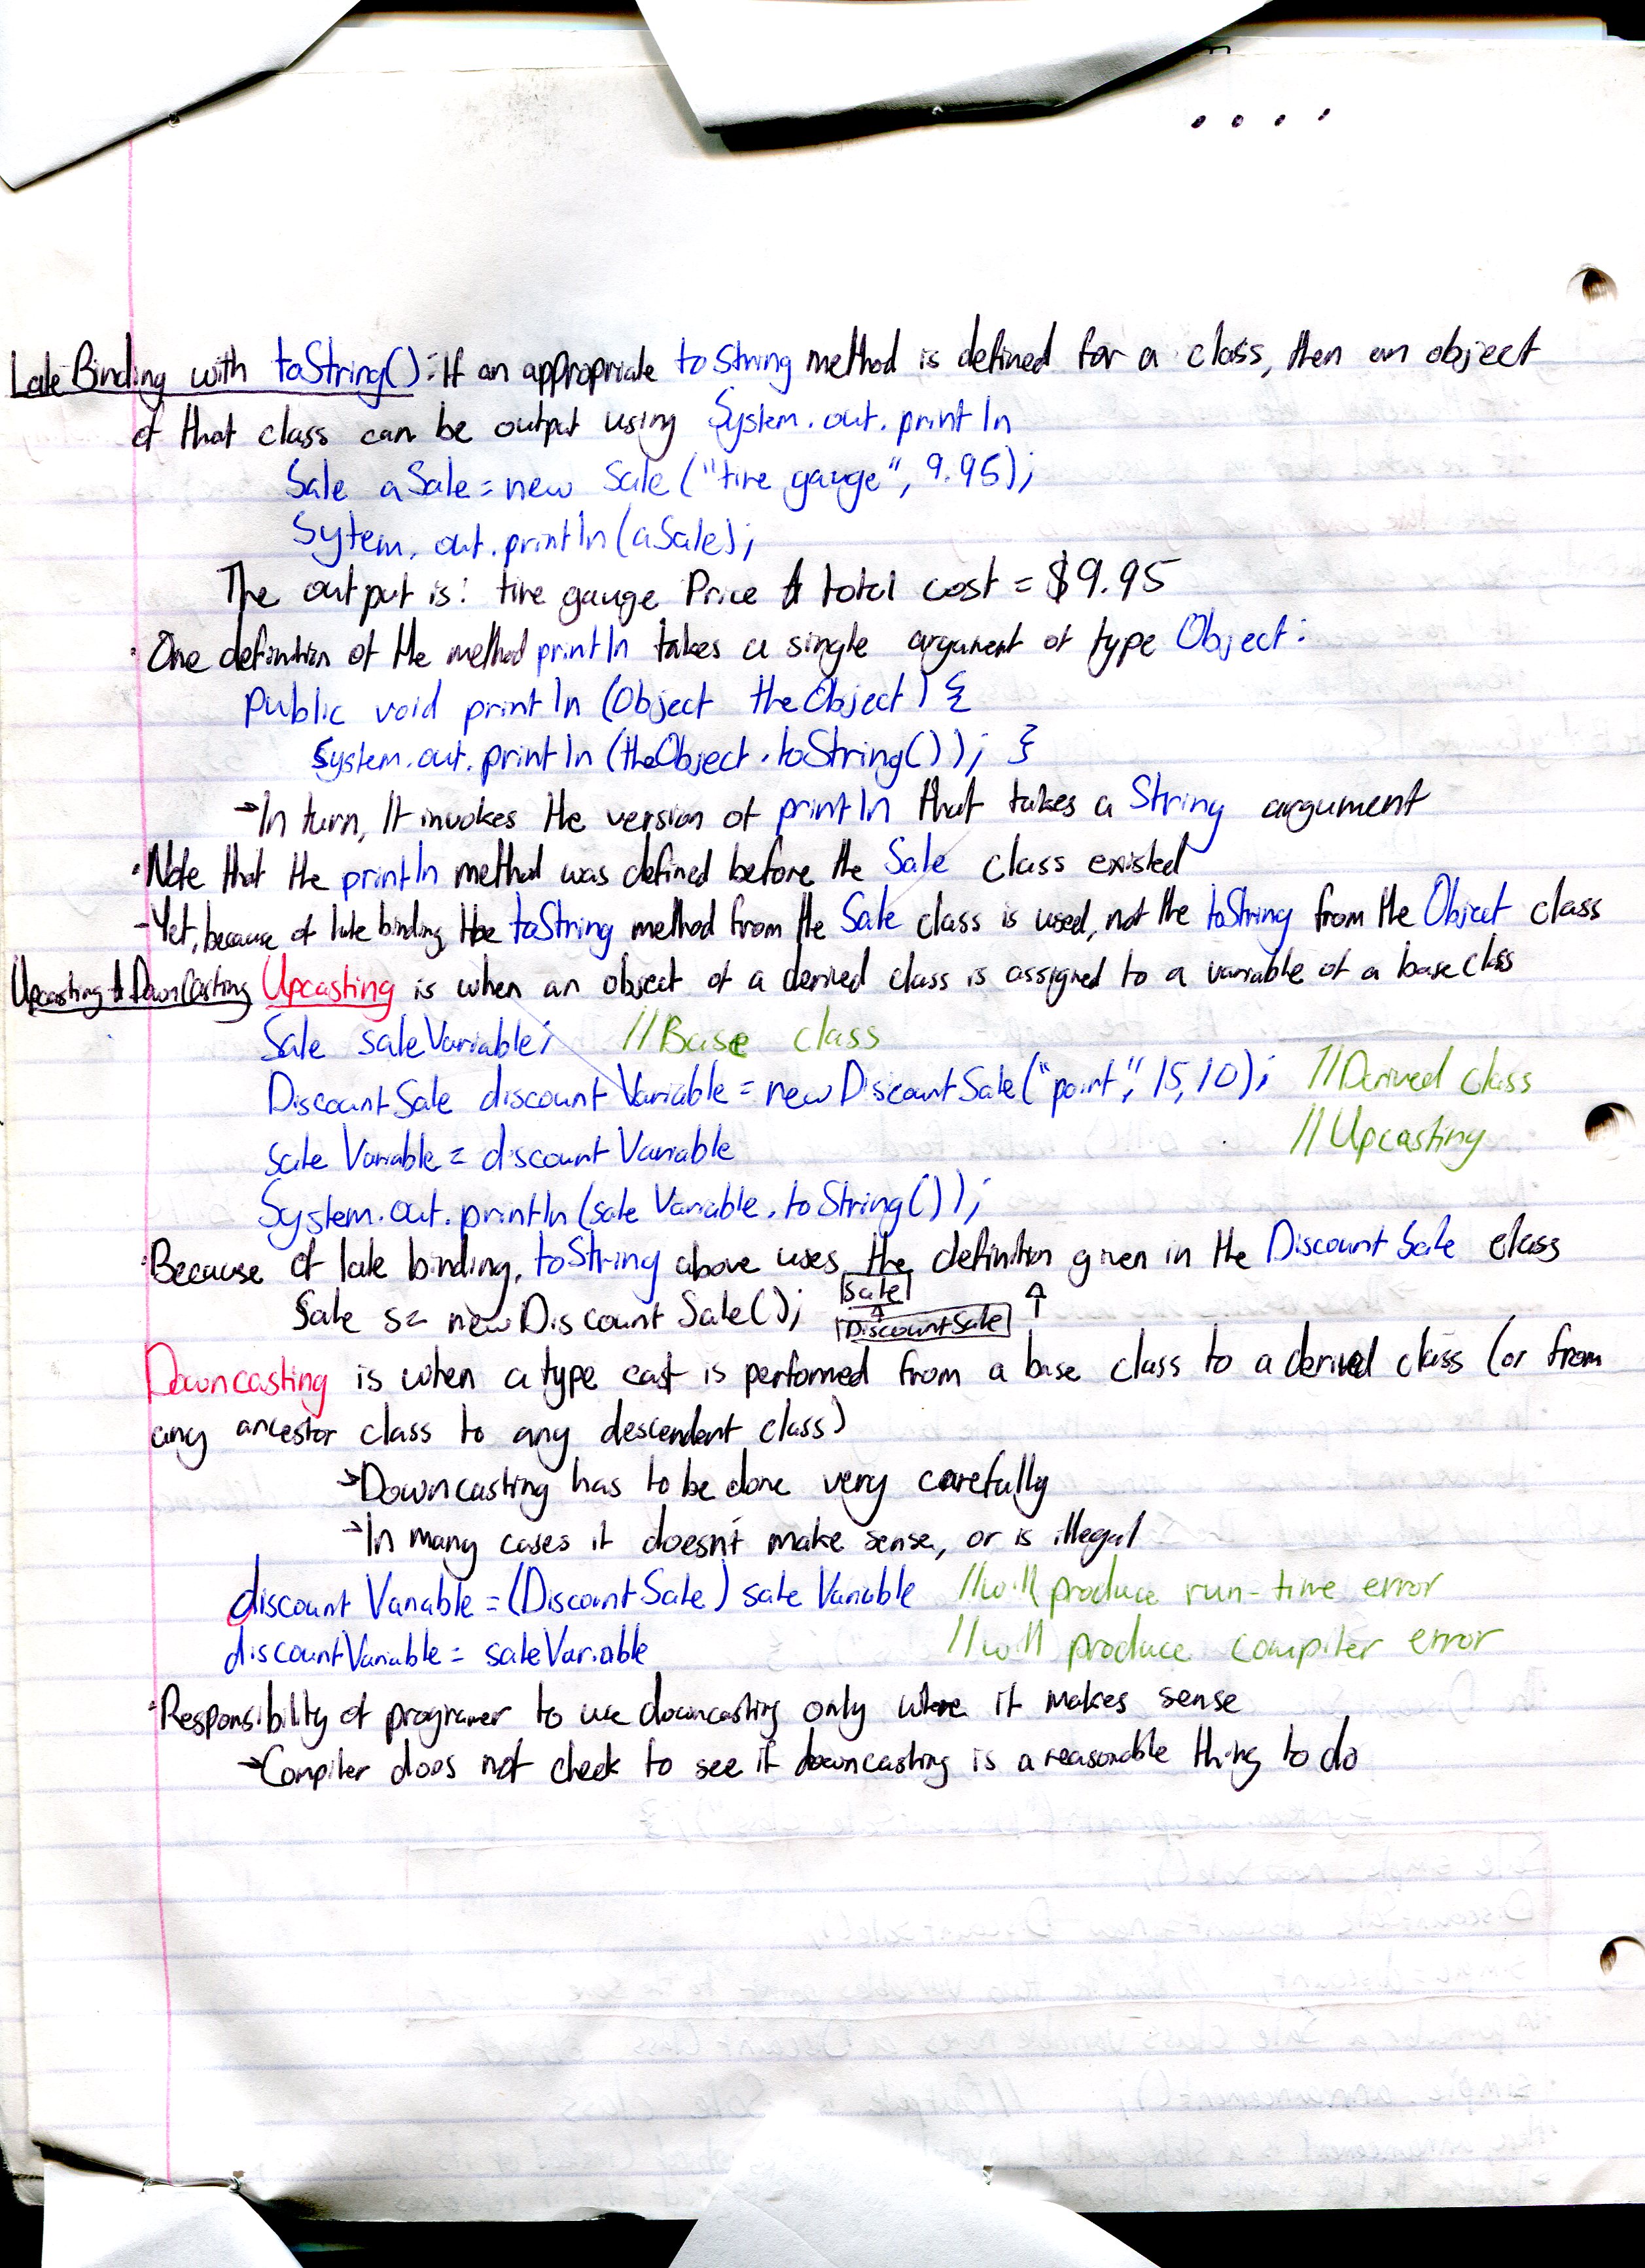 Late Binding with toString(): If an appropriate toString method is defined for a class, then an object
of that class can be output using System.out.println
Sale aSale = new Sale ("tire gauge", 9.95);
Sytem.out.println(aSale);
The output is: tire gauge Price & total cost = $9.95
• One definition of the method println takes a single argument of type Object:
public void println (Object theObject) {
System.out.println (theObject.toString()); }
→ In turn, It invokes the version of println that takes a String argument
• Note that the println method was defined before the Sale class existed
- Yet, because of late binding, the toString method from the Sale class is used, not the toString from the Object class
Upcasting & DownCasting Upcasting is when an object of a derived class is assigned to a variable of a base class
Sale saleVariable; //Base class
DiscountSale discountVariable = new DiscountSale("paint", 15, 10); //Derived class
saleVariable = discountVariable //Upcasting
System.out.println(saleVariable.toString());
• Because of late binding, toString above uses the definition given in the DiscountSale class
Sale s = new DiscountSale(); Sale ↑ DiscountSale ↑
Downcasting is when a type cast is performed from a base class to a derived class (or from
any ancestor class to any descendent class)
→ Downcasting has to be done very carefully
→ In many cases it doesn't make sense, or is illegal
discountVariable = (DiscountSale) saleVariable //will produce run-time error
discountVariable = saleVariable //will produce compiler error
• Responsibility of programer to use downcasting only where it makes sense
→ Compiler does not check to see if downcasting is a reasonable thing to do